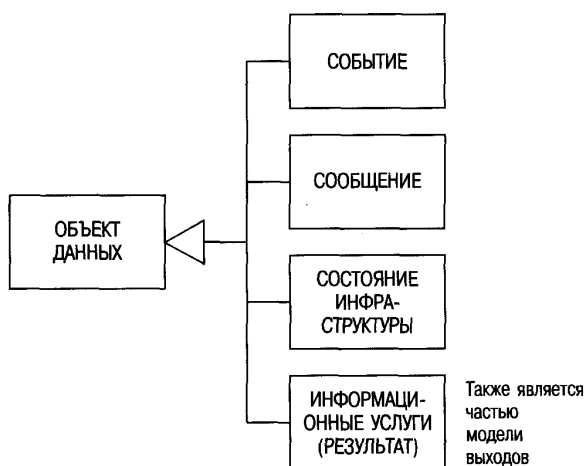 СОБЫТИЕ
СООБЩЕНИЕ
ОБЪЕКТ
ДАННЫХ
СОСТОЯНИЕ
ИНФРА-
СТРУКТУРЫ
ИНФОРМАЦИ-
ОННЫЕ УСЛУГИ
(РЕЗУЛЬТАТ)
Также является
частью
модели
выходов